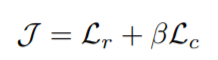 𝒥 = ℒ_r + βℒ_c